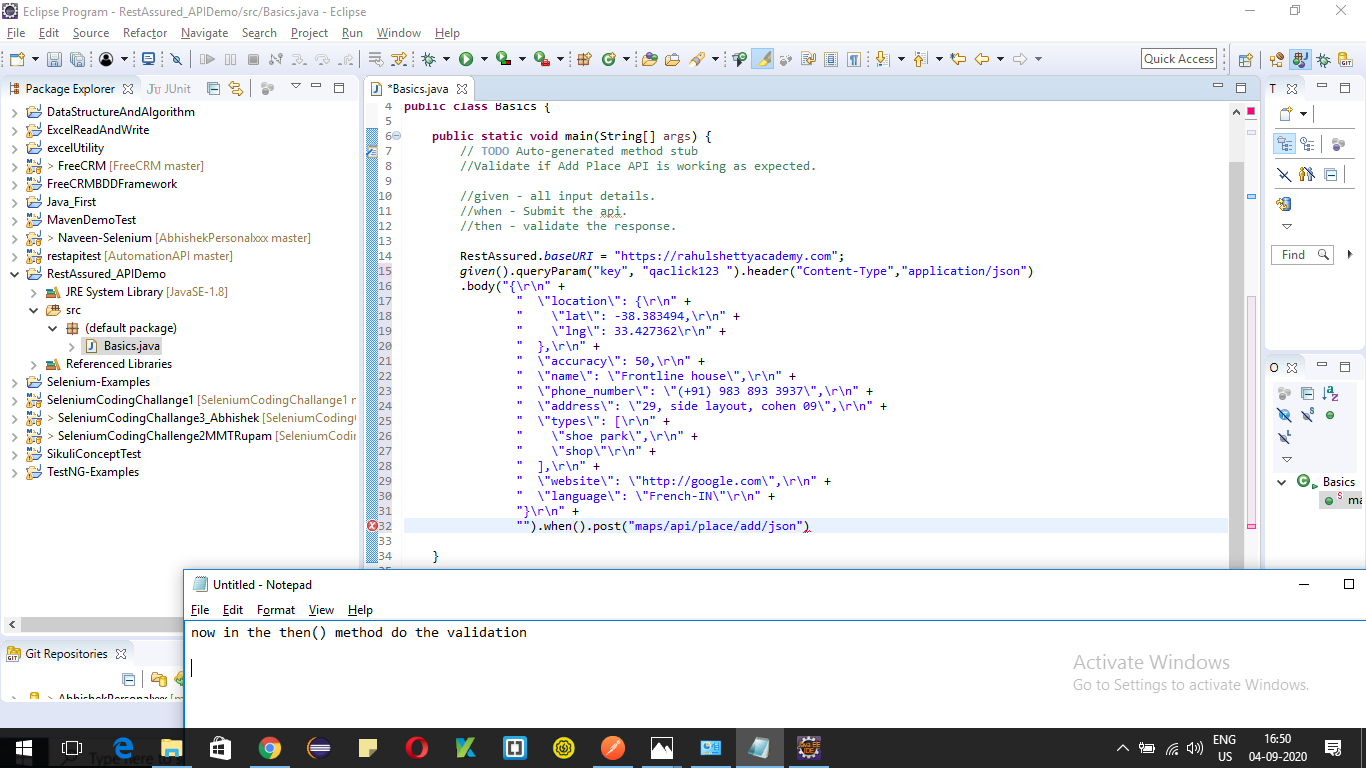 Eclipse Program - RestAssured_APIDemo/src/Basics.java - Eclipse
File Edit Source Refactor Navigate Search Project Run Window Help
Quick Access
Package Explorer JUnit
DataStructureAndAlgorithm
ExcelReadAndWrite
excelUtility
> FreeCRM [FreeCRM master]
FreeCRMBDDFramework
Java_First
MavenDemoTest
> Naveen-Selenium [AbhishekPersonalxxx master]
restapitest [AutomationAPI master]
RestAssured_APIDemo
JRE System Library [JavaSE-1.8]
src
(default package)
Basics.java
Referenced Libraries
Selenium-Examples
SeleniumCodingChallange1 [SeleniumCodingChallange1 r
> SeleniumCodingChallange3_Abhishek [SeleniumCoding
> SeleniumCodingChallenge2MMTRupam [SeleniumCodin
SikuliConceptTest
TestNG-Examples
*Basics.java
4 public class Basics {
5
6 public static void main(String[] args) {
7 // TODO Auto-generated method stub
8 //Validate if Add Place API is working as expected.
9
10 //given - all input details.
11 //when - Submit the api.
12 //then - validate the response.
13
14 RestAssured.baseURI = "https://rahulshettyacademy.com";
15 given().queryParam("key", "qaclick123 ").header("Content-Type","application/json")
16 .body("{\r\n" +
17 "  \"location\": {\r\n" +
18 "    \"lat\": -38.383494,\r\n" +
19 "    \"lng\": 33.427362\r\n" +
20 "  },\r\n" +
21 "  \"accuracy\": 50,\r\n" +
22 "  \"name\": \"Frontline house\",\r\n" +
23 "  \"phone_number\": \"(+91) 983 893 3937\",\r\n" +
24 "  \"address\": \"29, side layout, cohen 09\",\r\n" +
25 "  \"types\": [\r\n" +
26 "    \"shoe park\",\r\n" +
27 "    \"shop\"\r\n" +
28 "  ],\r\n" +
29 "  \"website\": \"http://google.com\",\r\n" +
30 "  \"language\": \"French-IN\"\r\n" +
31 "}\r\n" +
32 "").when().post("maps/api/place/add/json")
33
34 }
T
Find
O
Basics
ma
Git Repositories
> AbhishekPersonalxx
Untitled - Notepad
File Edit Format View Help
now in the then() method do the validation
Activate Windows
Go to Settings to activate Windows.
ENG
US
16:50
04-09-2020